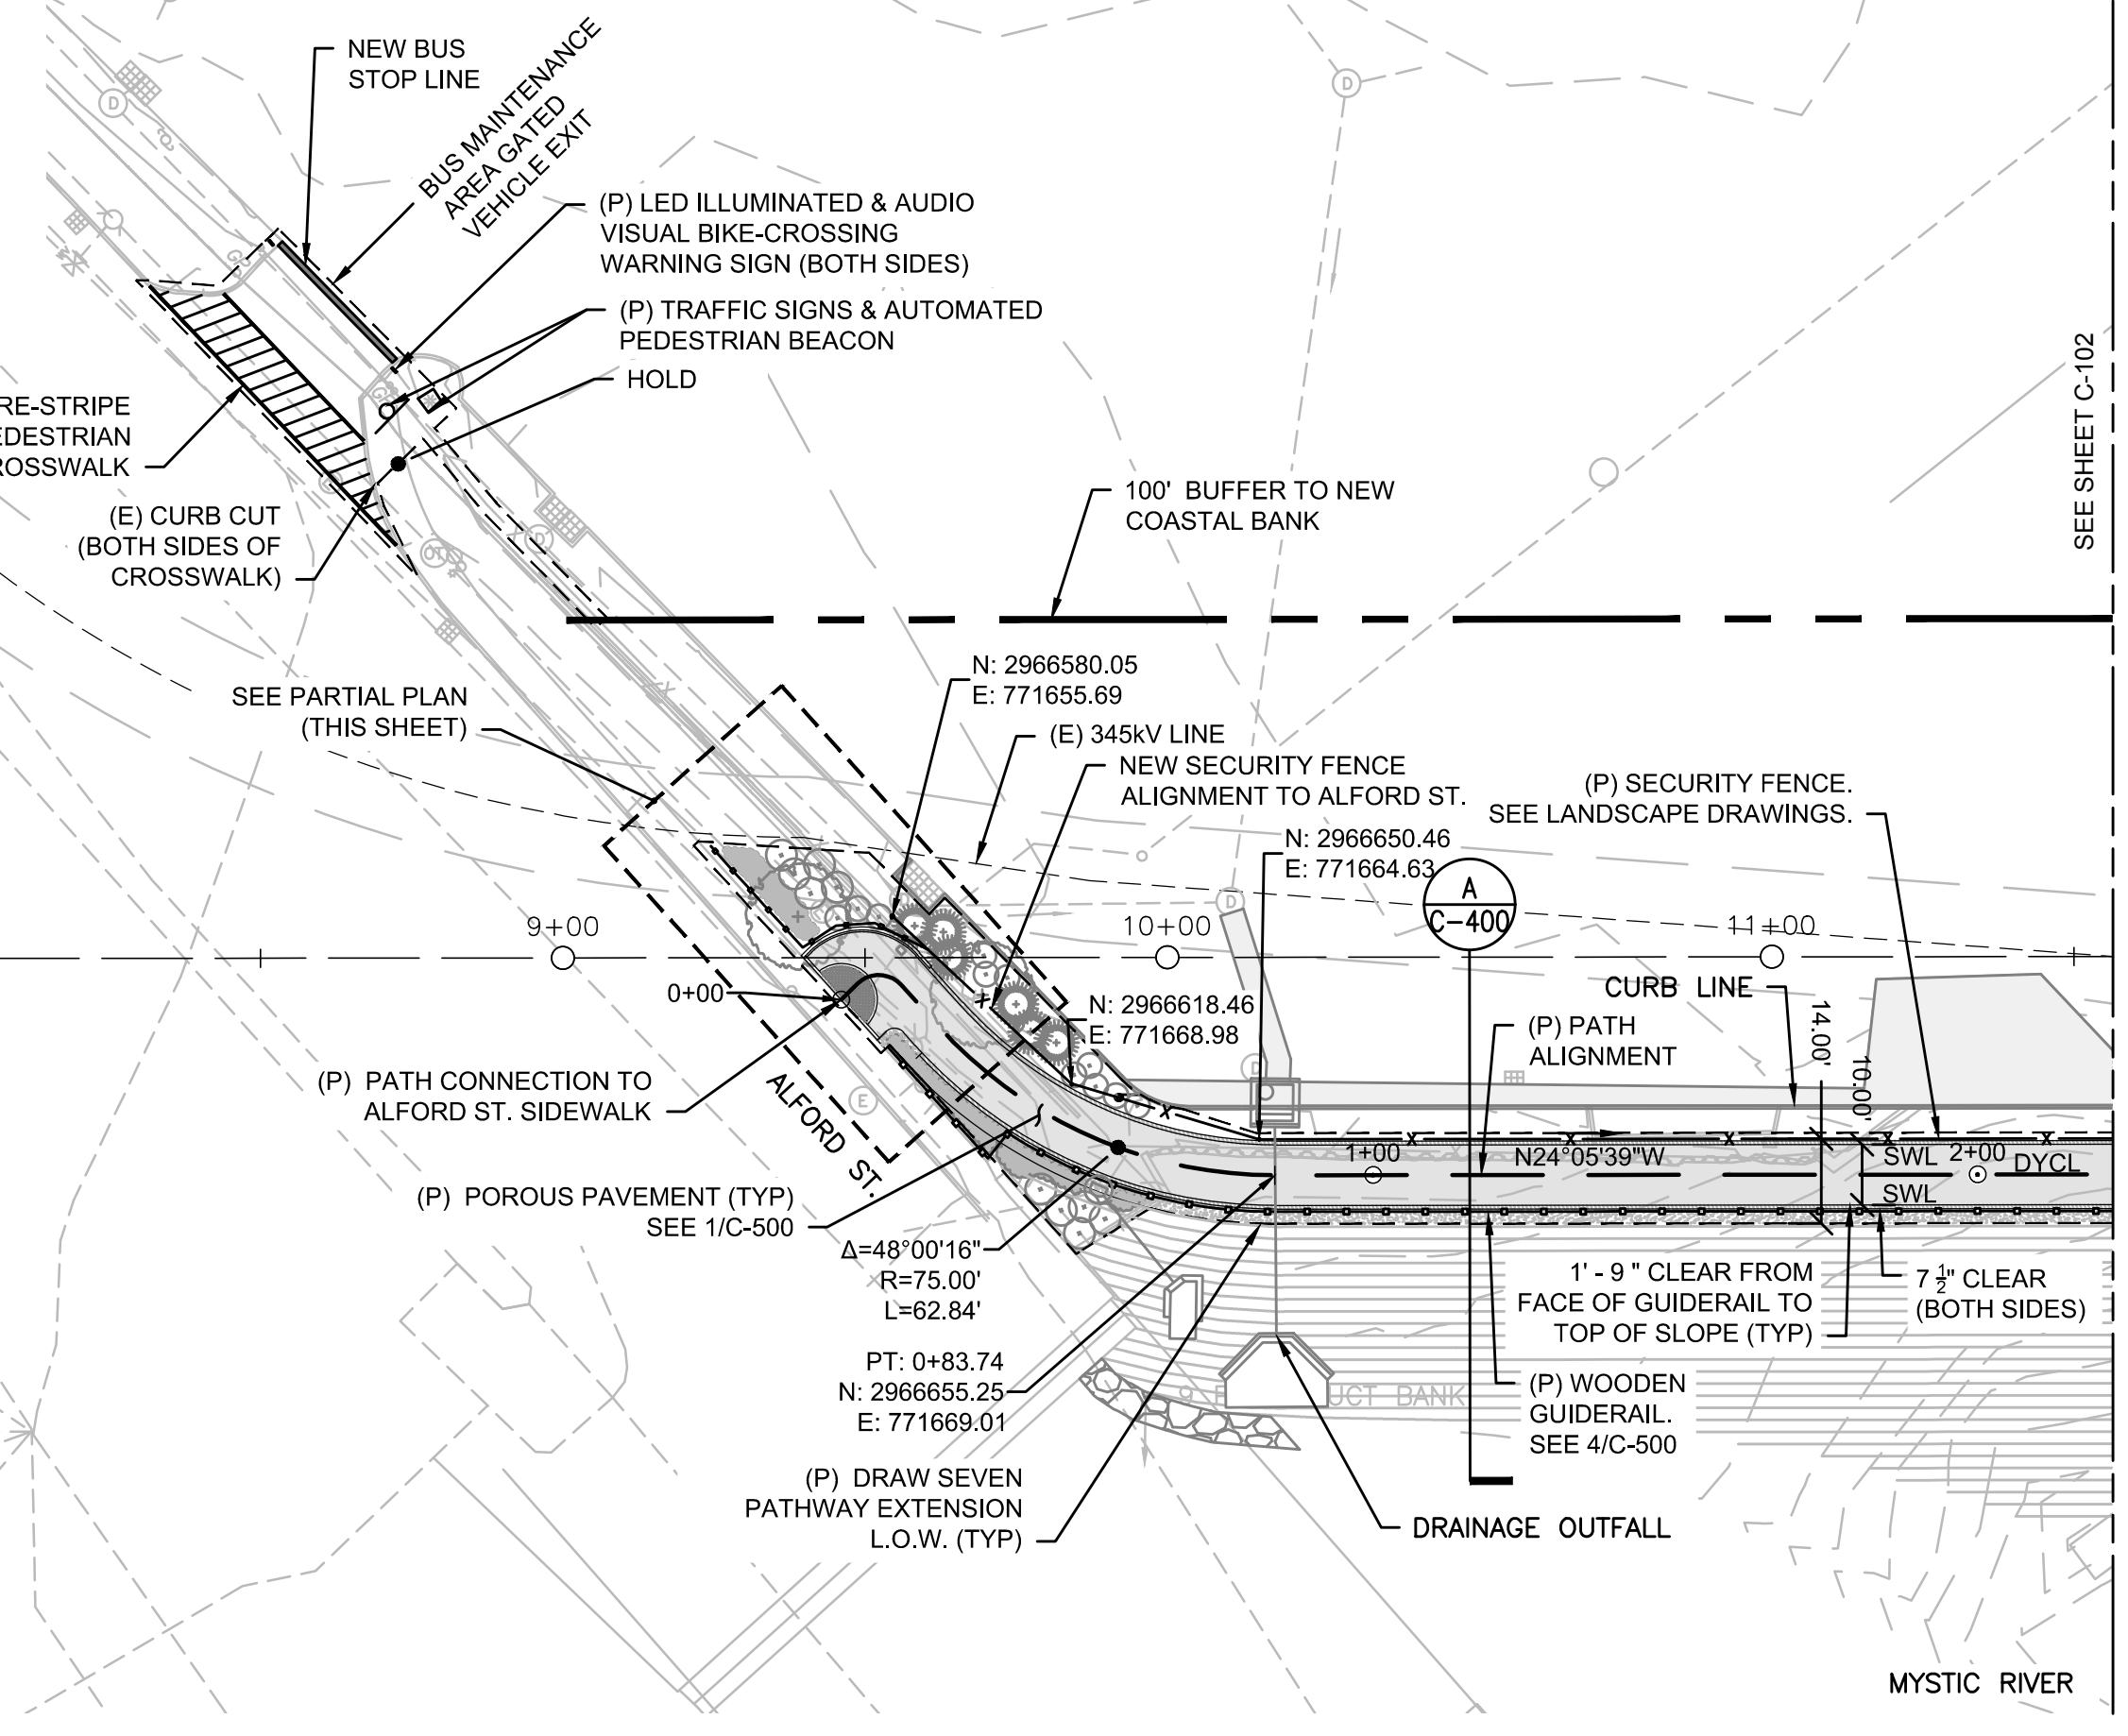 NEW BUS
STOP LINE
BUS MAINTENANCE
AREA GATED
VEHICLE EXIT
(P) LED ILLUMINATED & AUDIO
VISUAL BIKE-CROSSING
WARNING SIGN (BOTH SIDES)
(P) TRAFFIC SIGNS & AUTOMATED
PEDESTRIAN BEACON
HOLD
RE-STRIPE
EDESTRIAN
ROSSWALK
(E) CURB CUT
(BOTH SIDES OF
CROSSWALK)
100' BUFFER TO NEW
COASTAL BANK
SEE SHEET C-102
SEE PARTIAL PLAN
(THIS SHEET)
N: 2966580.05
E: 771655.69
(E) 345kV LINE
NEW SECURITY FENCE
ALIGNMENT TO ALFORD ST.
(P) SECURITY FENCE.
SEE LANDSCAPE DRAWINGS.
N: 2966650.46
E: 771664.63
A
C-400
9+00
10+00
11+00
0+00
N: 2966618.46
E: 771668.98
CURB LINE
(P) PATH
ALIGNMENT
14.00'
10.00'
(P) PATH CONNECTION TO
ALFORD ST. SIDEWALK
ALFORD ST.
1+00
N24°05'39"W
SWL
2+00
DYCL
SWL
(P) POROUS PAVEMENT (TYP)
SEE 1/C-500
Δ=48°00'16"
R=75.00'
L=62.84'
1' - 9 " CLEAR FROM
FACE OF GUIDERAIL TO
TOP OF SLOPE (TYP)
7 1/2" CLEAR
(BOTH SIDES)
PT: 0+83.74
N: 2966655.25
E: 771669.01
(P) WOODEN
GUIDERAIL.
SEE 4/C-500
UCT BANK
(P) DRAW SEVEN
PATHWAY EXTENSION
L.O.W. (TYP)
DRAINAGE OUTFALL
MYSTIC RIVER
D
D
D
D
D
E
E
X
X
X
X
X
X